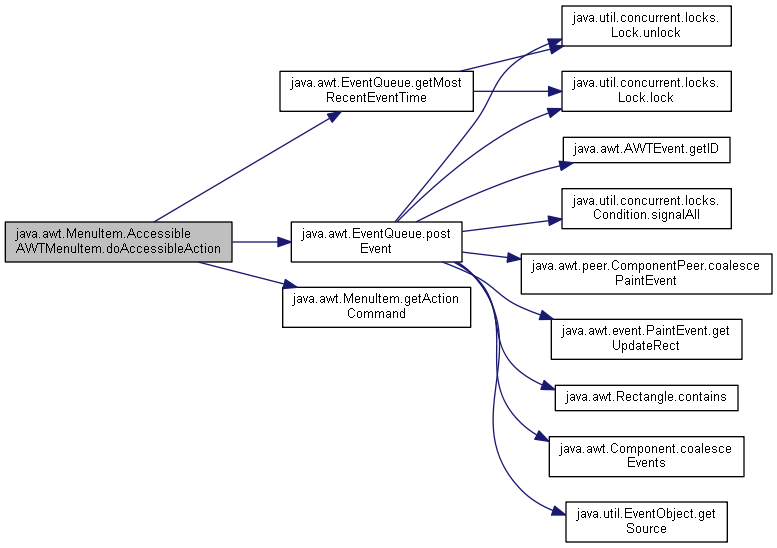 java.util.concurrent.locks.
Lock.unlock
java.awt.EventQueue.getMost
RecentEventTime
java.util.concurrent.locks.
Lock.lock
java.awt.AWTEvent.getID
java.util.concurrent.locks.
Condition.signalAll
java.awt.MenuItem.Accessible
AWTMenuItem.doAccessibleAction
java.awt.EventQueue.post
Event
java.awt.peer.ComponentPeer.coalesce
PaintEvent
java.awt.MenuItem.getAction
Command
java.awt.event.PaintEvent.get
UpdateRect
java.awt.Rectangle.contains
java.awt.Component.coalesce
Events
java.util.EventObject.get
Source